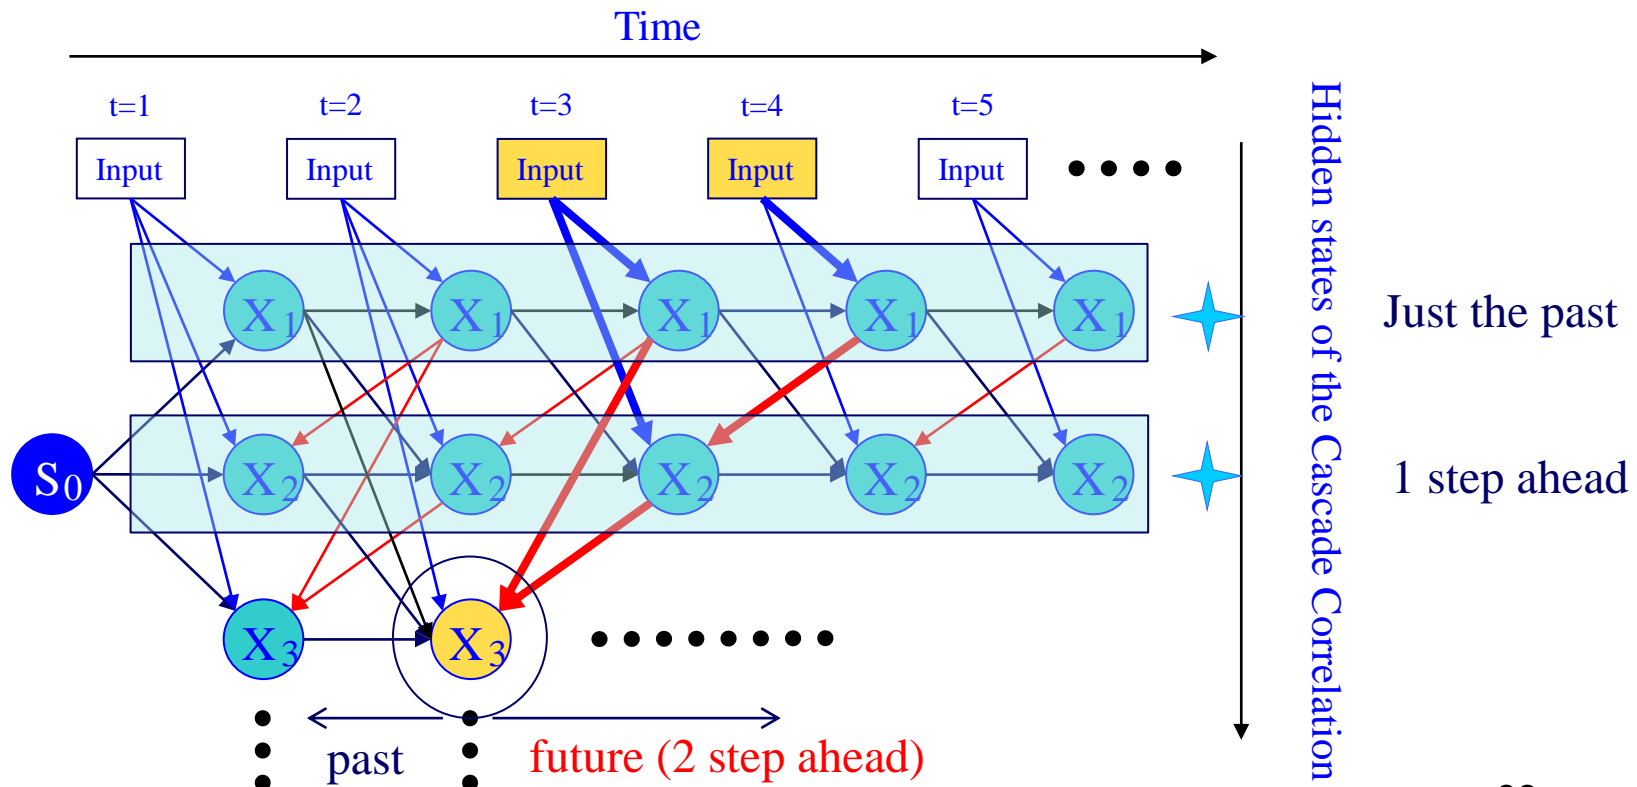 Time
t=1 t=2 t=3 t=4 t=5
Input Input Input Input Input
X1 X1 X1 X1 X1
Just the past
S0
X2 X2 X2 X2 X2
1 step ahead
X3 X3
past
future (2 step ahead)
Hidden states of the Cascade Correlation